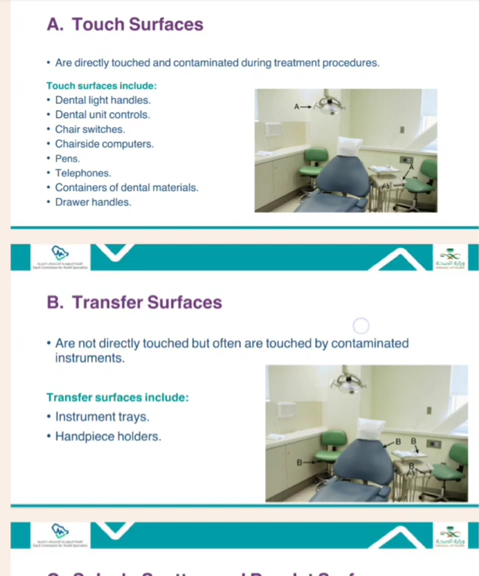 A. Touch Surfaces
• Are directly touched and contaminated during treatment procedures.
Touch surfaces include:
• Dental light handles.
• Dental unit controls.
• Chair switches.
• Chairside computers.
• Pens.
• Telephones.
• Containers of dental materials.
• Drawer handles.
A
A
A
B. Transfer Surfaces
• Are not directly touched but often are touched by contaminated
instruments.
Transfer surfaces include:
• Instrument trays.
• Handpiece holders.
B
B
B
B
وزارة الصحة